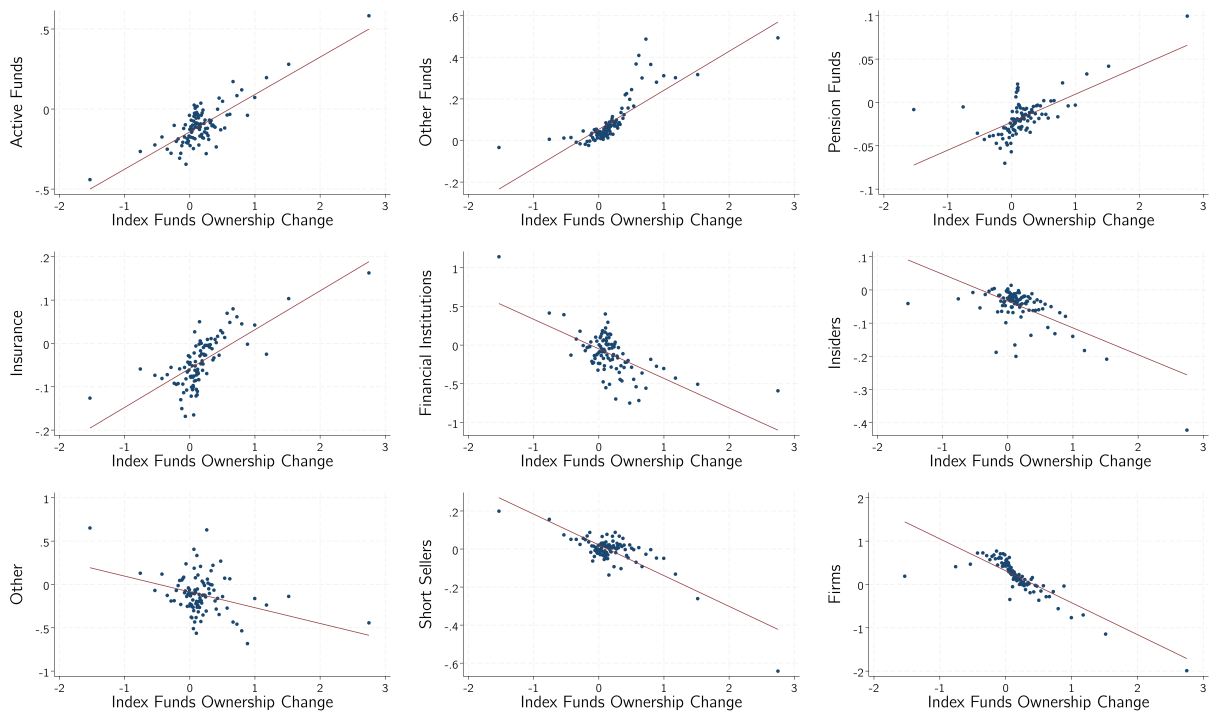 Active Funds
.5
0
-.5
-2 -1 0 1 2 3
Index Funds Ownership Change
Other Funds
.6
.4
.2
0
-.2
-2 -1 0 1 2 3
Index Funds Ownership Change
Pension Funds
.1
.05
0
-.05
-.1
-2 -1 0 1 2 3
Index Funds Ownership Change
Insurance
.2
.1
0
-.1
-.2
-2 -1 0 1 2 3
Index Funds Ownership Change
Financial Institutions
1
.5
0
-.5
-1
-2 -1 0 1 2 3
Index Funds Ownership Change
Insiders
.1
0
-.1
-.2
-.3
-.4
-2 -1 0 1 2 3
Index Funds Ownership Change
Other
1
.5
0
-.5
-1
-2 -1 0 1 2 3
Index Funds Ownership Change
Short Sellers
.2
0
-.2
-.4
-.6
-2 -1 0 1 2 3
Index Funds Ownership Change
Firms
2
1
0
-1
-2
-2 -1 0 1 2 3
Index Funds Ownership Change